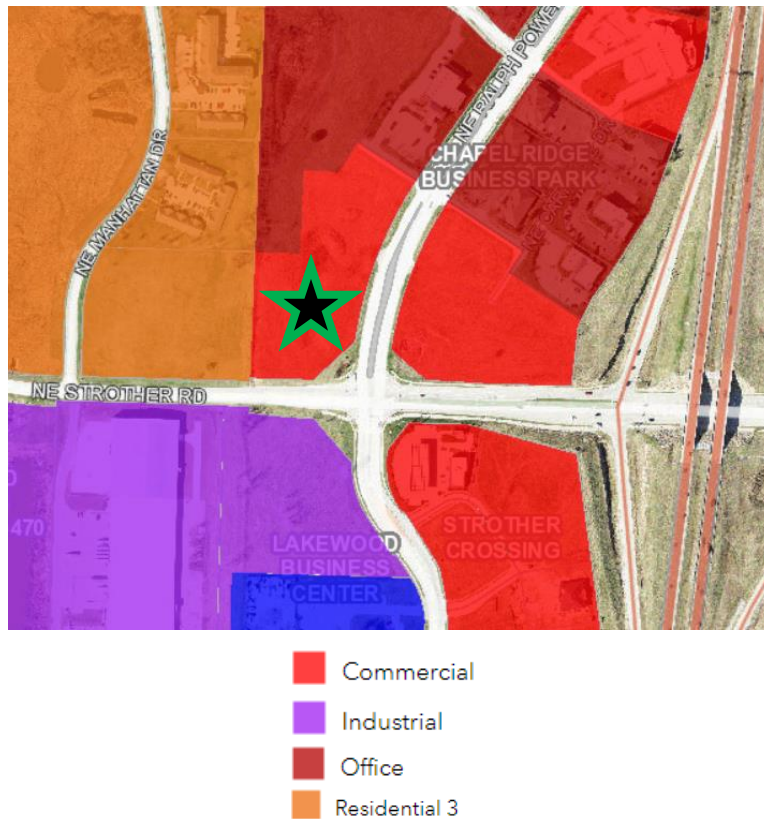 NE RALPH POWE
CHAPEL RIDGE
BUSINESS PARK
NE MANHATTAN DR
NE STROTHER RD
470
LAKEWOOD
BUSINESS
CENTER
STROTHER
CROSSING
Commercial
Industrial
Office
Residential 3